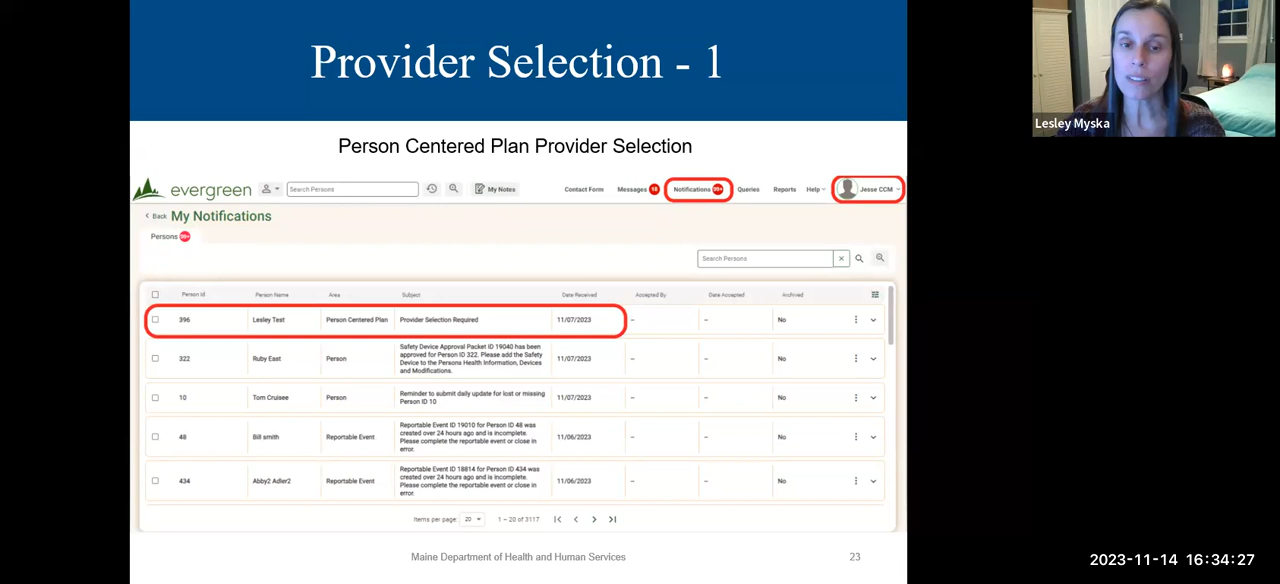 Provider Selection - 1
Lesley Myska
Person Centered Plan Provider Selection
evergreen
Search Persons
My Notes
Contact Form
Messages 18
Notifications 99+
Queries
Reports
Help
Jesse CCM
Back My Notifications
Persons 99+
Search Persons
Person Id Person Name Area Subject Date Received Accepted By Date Accepted Archived
396 Lesley Test Person Centered Plan Provider Selection Required 11/07/2023 – – No
322 Ruby East Person
Safety Device Approval Packet ID 19040 has been
approved for Person ID 322. Please add the Safety
Device to the Persons Health Information, Devices
and Modifications.
11/07/2023 – – No
10 Tom Cruisee Person
Reminder to submit daily update for lost or missing
Person ID 10
11/07/2023 – – No
48 Bill smith Reportable Event
Reportable Event ID 19010 for Person ID 48 was
created over 24 hours ago and is incomplete.
Please complete the reportable event or close in
error.
11/06/2023 – – No
434 Abby2 Adler2 Reportable Event
Reportable Event ID 18814 for Person ID 434 was
created over 24 hours ago and is incomplete.
Please complete the reportable event or close in
error.
11/06/2023 – – No
Items per page: 20 1 – 20 of 3117
Maine Department of Health and Human Services
23
2023-11-14 16:34:27